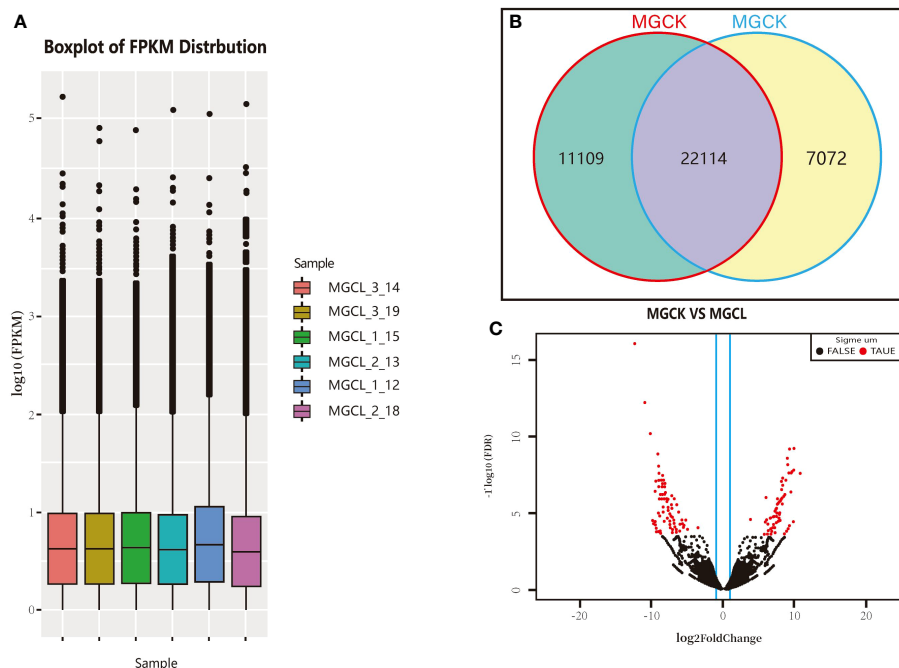 A
Boxplot of FPKM Distrbution
log10 (FPKM)
5
4
3
2
1
0
Sample
Sample
MGCL_3_14
MGCL_3_19
MGCL_1_15
MGCL_2_13
MGCL_1_12
MGCL_2_18
B
MGCK
MGCK
11109
22114
7072
C
MGCK VS MGCL
Sigme um
FALSE
TAUE
-1*log10 (FDR)
15
10
5
0
-20
-10
0
10
20
log2FoldChange